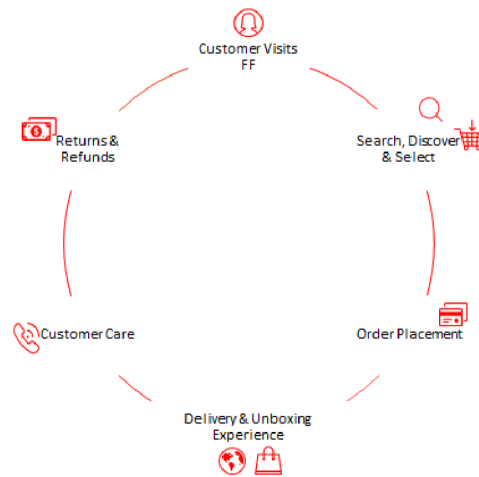 Customer Visits
FF
Search, Discover
& Select
Order Placement
Delivery & Unboxing
Experience
Customer Care
Returns &
Refunds